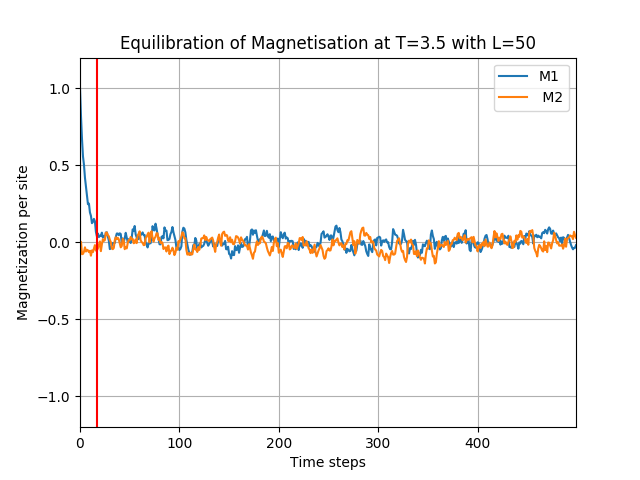 Equilibration of Magnetisation at T=3.5 with L=50
M1
M2
1.0
0.5
0.0
−0.5
−1.0
Magnetization per site
0 100 200 300 400
Time steps